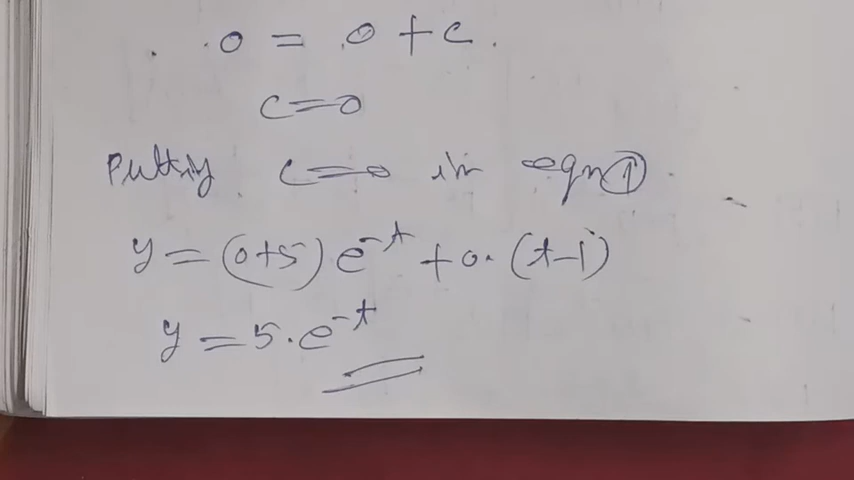 0 = 0 + c.
c = 0
Putting c = 0 in eqn ①
y = (0+5) e^-t + 0. (t-1)
y = 5. e^-t